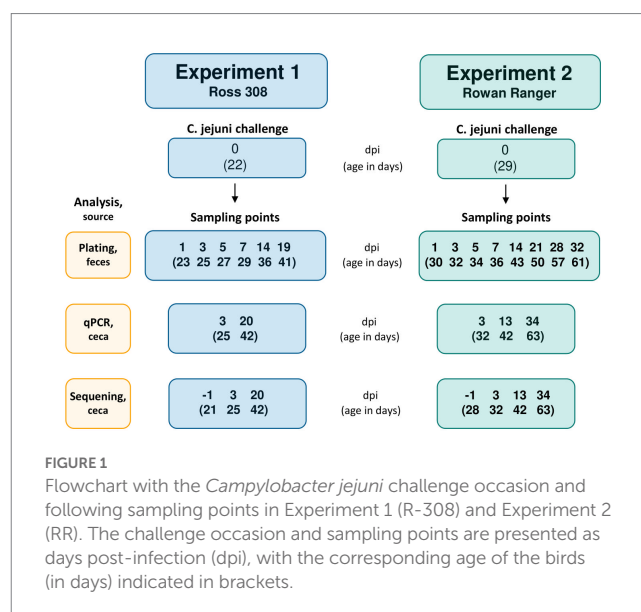 Experiment 1
Ross 308
Experiment 2
Rowan Ranger
C. jejuni challenge
C. jejuni challenge
0
(22)
dpi
(age in days)
0
(29)
Analysis,
source
Sampling points
Sampling points
Plating,
feces
1 3 5 7 14 19
(23 25 27 29 36 41)
dpi
(age in days)
1 3 5 7 14 21 28 32
(30 32 34 36 43 50 57 61)
qPCR,
ceca
3 20
(25 42)
dpi
(age in days)
3 13 34
(32 42 63)
Sequening,
ceca
-1 3 20
(21 25 42)
dpi
(age in days)
-1 3 13 34
(28 32 42 63)
FIGURE 1
Flowchart with the Campylobacter jejuni challenge occasion and
following sampling points in Experiment 1 (R-308) and Experiment 2
(RR). The challenge occasion and sampling points are presented as
days post-infection (dpi), with the corresponding age of the birds
(in days) indicated in brackets.